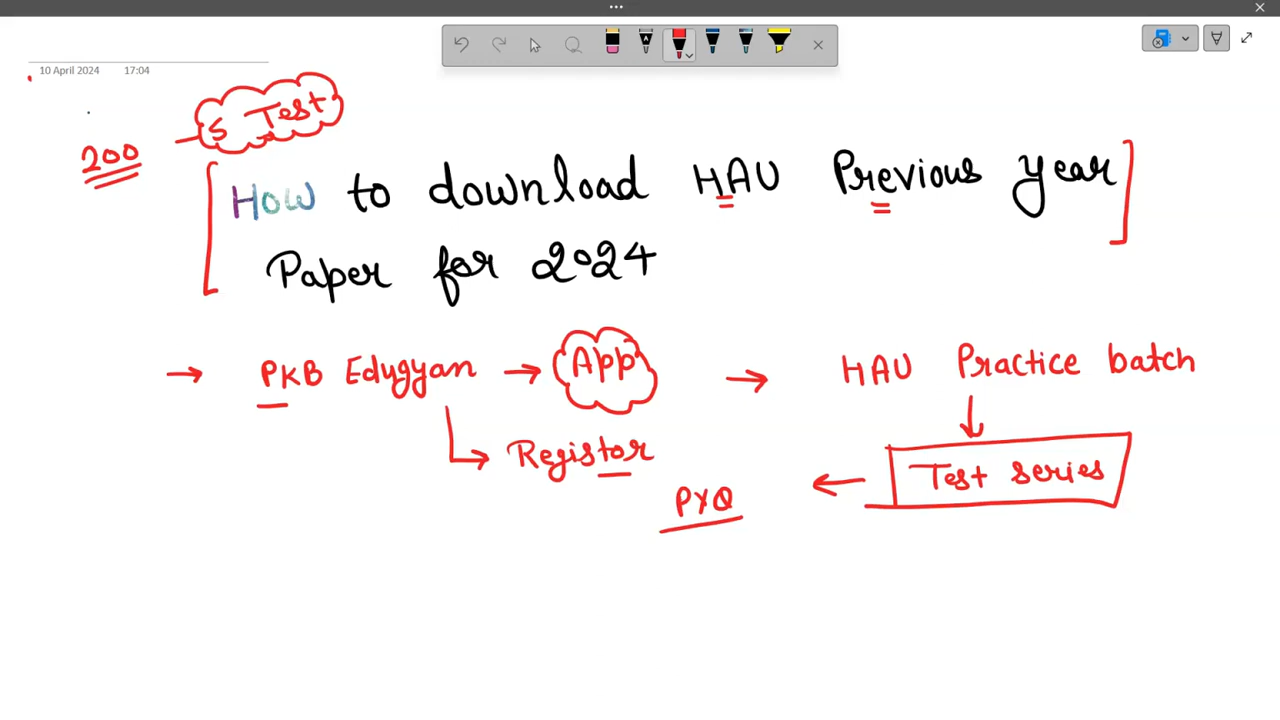 10 April 2024 17:04
5 Test
200
How to download HAU Previous year
Paper for 2024
→ PKB Edugyan → App → HAU Practice batch
→ Registor
Test series
← PYQ